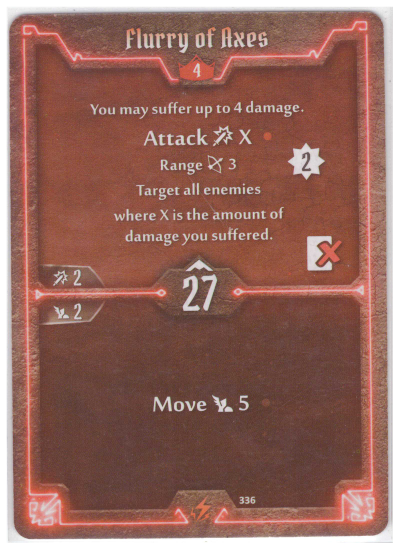 Flurry of Axes
4
You may suffer up to 4 damage.
Attack X
Range 3
Target all enemies
where X is the amount of
damage you suffered.
2
2
27
2
Move 5
336